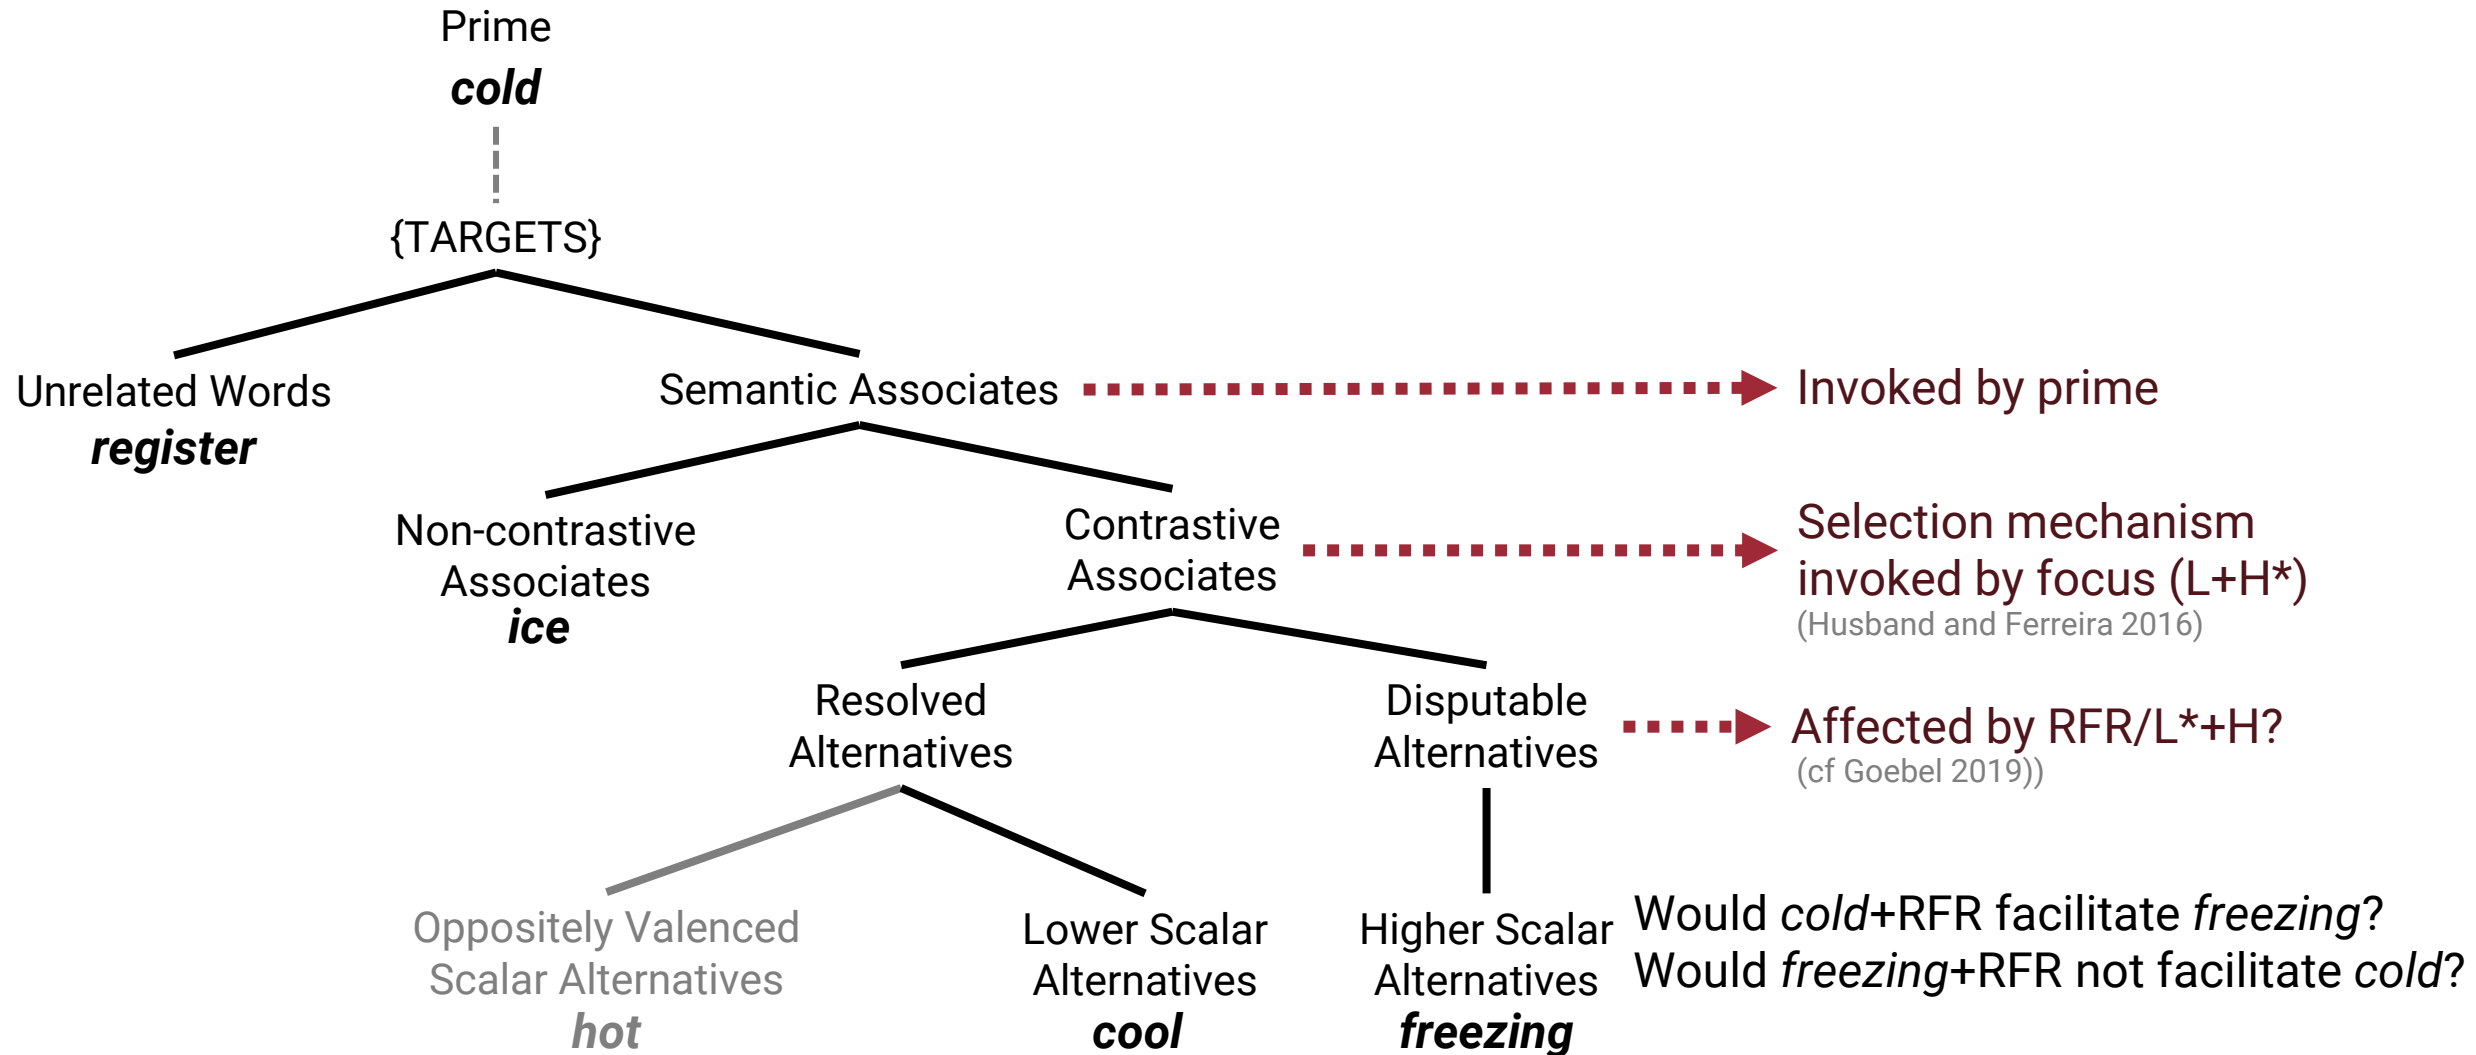 Prime
cold
{TARGETS}
Unrelated Words
register
Semantic Associates
Invoked by prime
Non-contrastive
Associates
ice
Contrastive
Associates
Selection mechanism
invoked by focus (L+H*)
(Husband and Ferreira 2016)
Resolved
Alternatives
Disputable
Alternatives
Affected by RFR/L*+H?
(cf Goebel 2019))
Oppositely Valenced
Scalar Alternatives
hot
Lower Scalar
Alternatives
cool
Higher Scalar
Alternatives
freezing
Would cold+RFR facilitate freezing?
Would freezing+RFR not facilitate cold?